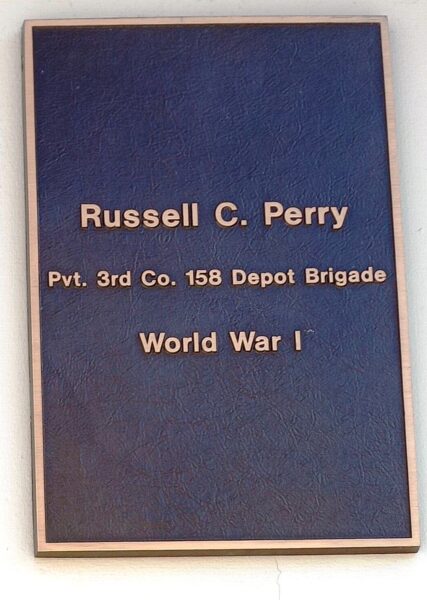 Russell C. Perry
Pvt. 3rd Co. 158 Depot Brigade
World War I